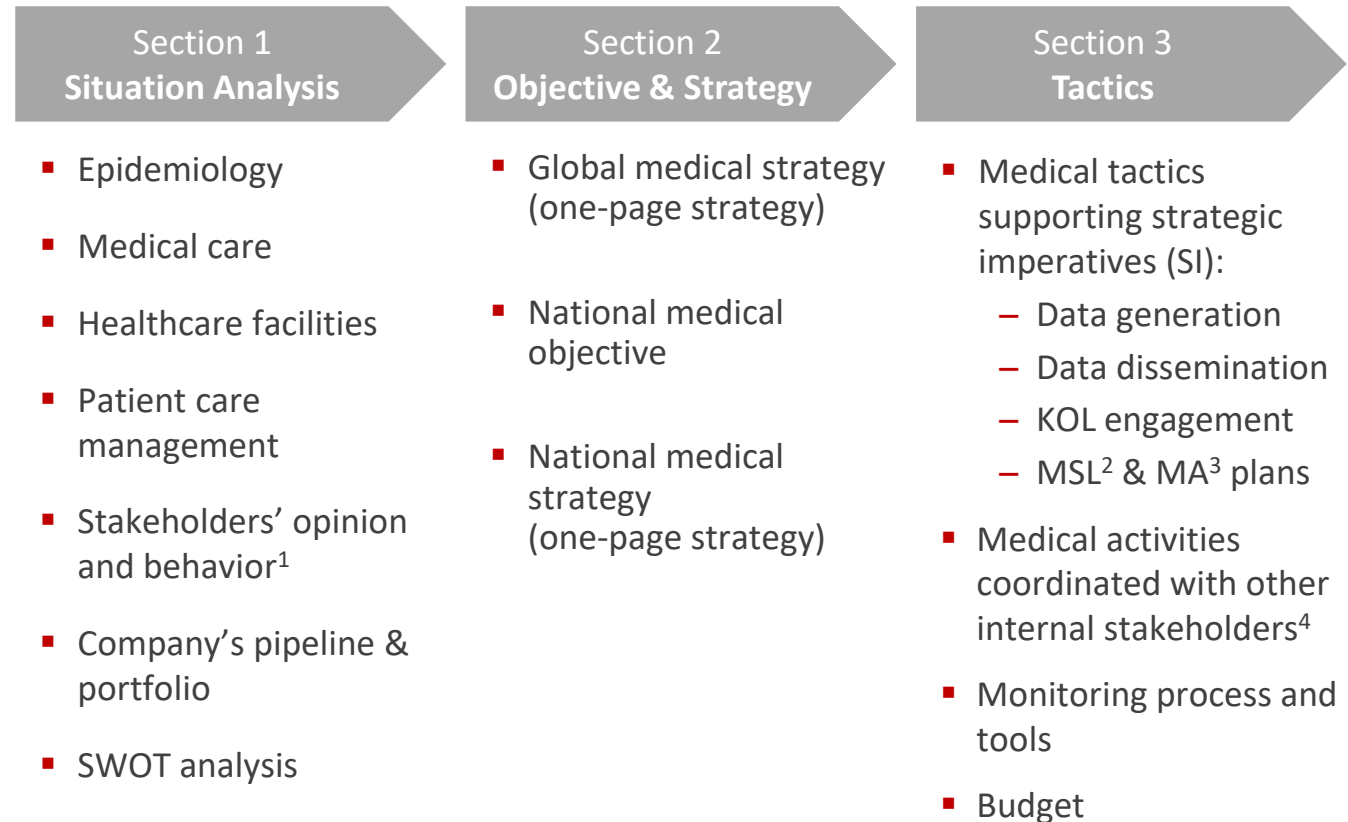 Section 1
Situation Analysis
▪ Epidemiology
▪ Medical care
▪ Healthcare facilities
▪ Patient care
management
▪ Stakeholders’ opinion
and behavior¹
▪ Company’s pipeline &
portfolio
▪ SWOT analysis
Section 2
Objective & Strategy
▪ Global medical strategy
(one-page strategy)
▪ National medical
objective
▪ National medical
strategy
(one-page strategy)
Section 3
Tactics
▪ Medical tactics
supporting strategic
imperatives (SI):
– Data generation
– Data dissemination
– KOL engagement
– MSL² & MA³ plans
▪ Medical activities
coordinated with other
internal stakeholders⁴
▪ Monitoring process and
tools
▪ Budget